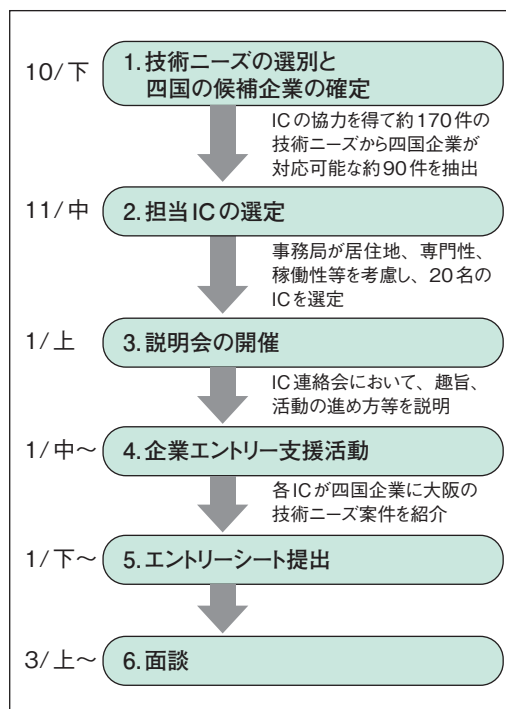 10/下
1.技術ニーズの選別と
四国の候補企業の確定
ICの協力を得て約170件の
技術ニーズから四国企業が
対応可能な約90件を抽出
11/中
2.担当ICの選定
事務局が居住地、専門性、
稼働性等を考慮し、20名の
ICを選定
1/上
3.説明会の開催
IC連絡会において、趣旨、
活動の進め方等を説明
1/中～
4.企業エントリー支援活動
各ICが四国企業に大阪の
技術ニーズ案件を紹介
1/下～
5.エントリーシート提出
3/上～
6.面談